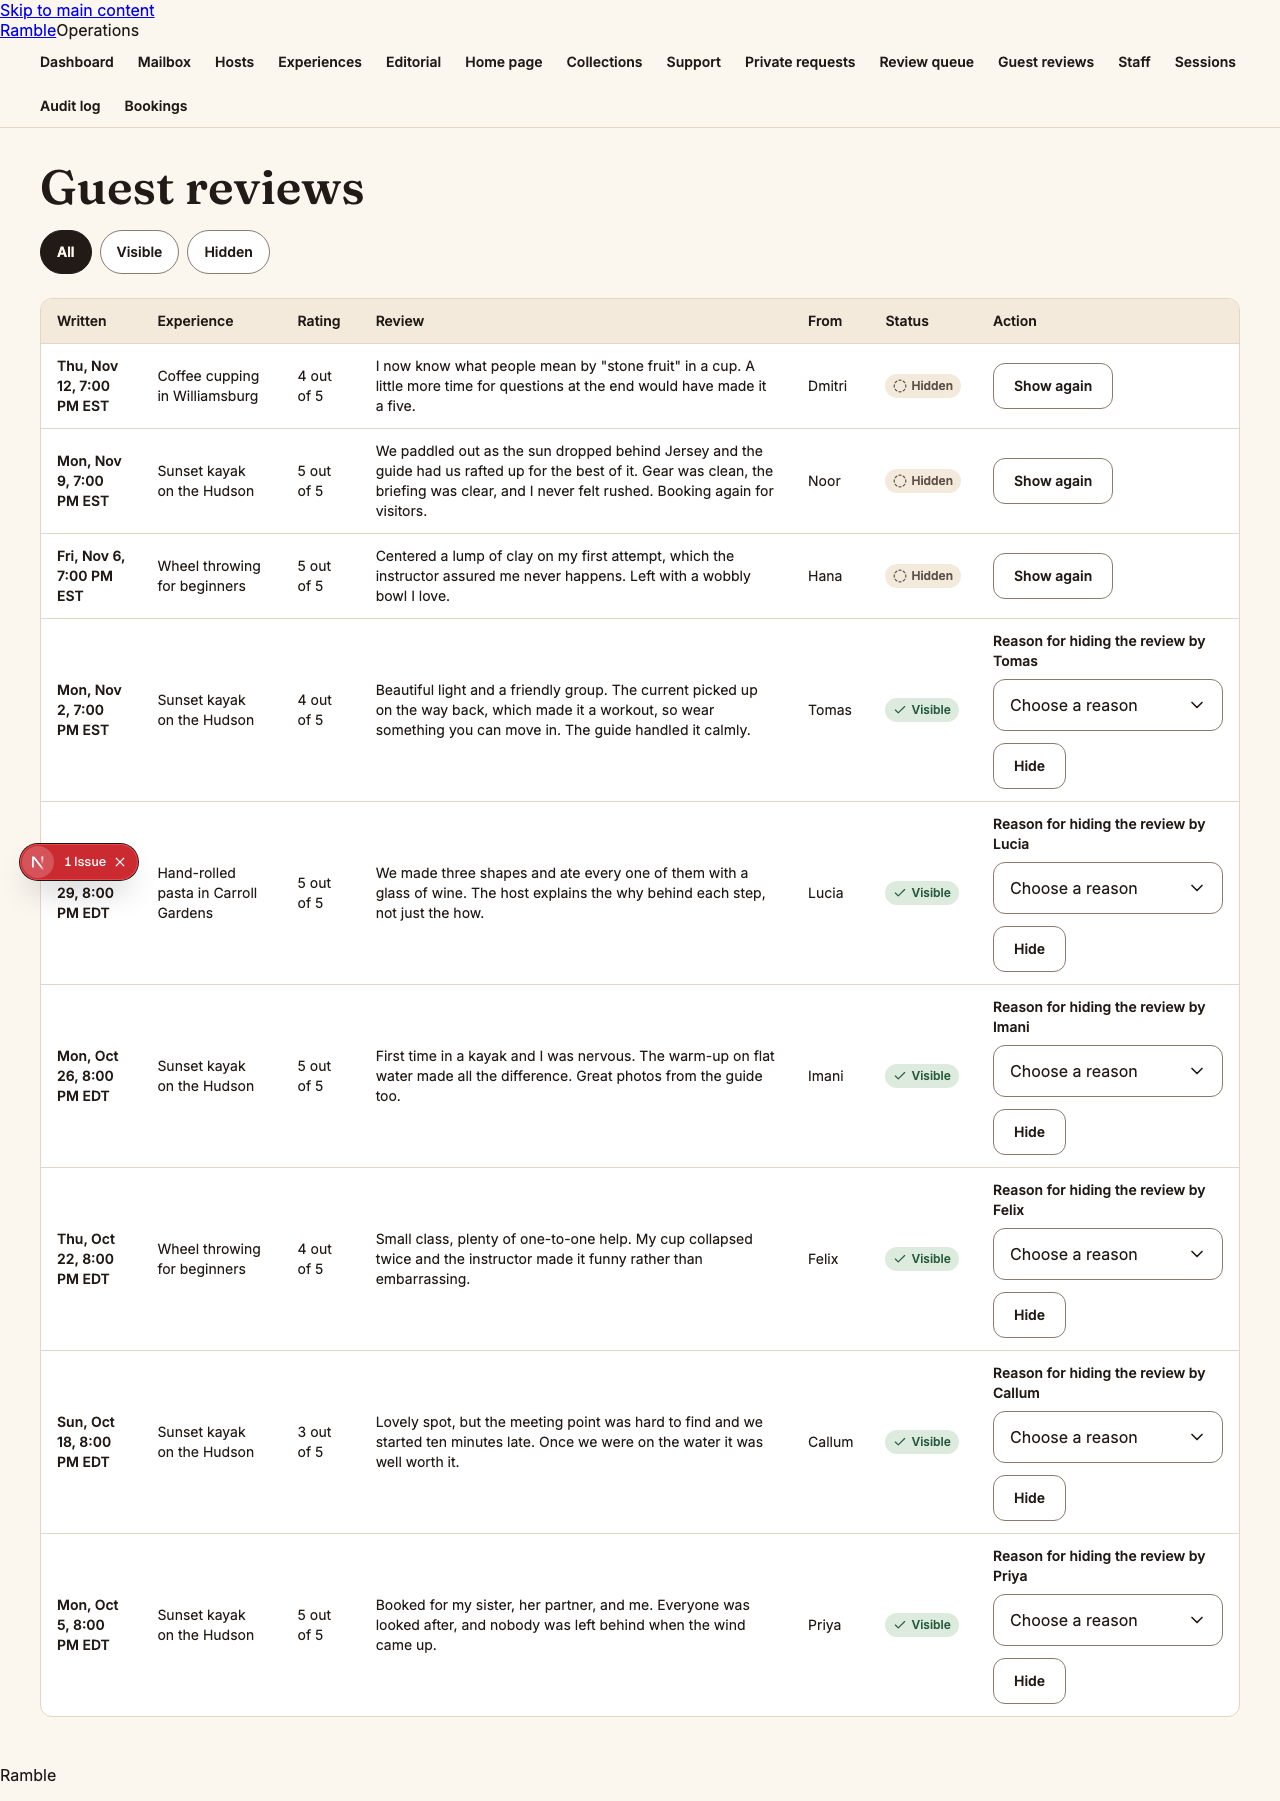 Skip to main content
RambleOperations
Dashboard Mailbox Hosts Experiences Editorial Home page Collections Support Private requests Review queue Guest reviews Staff Sessions
Audit log Bookings
Guest reviews
All Visible Hidden
Written Experience Rating Review From Status Action
Thu, Nov
12, 7:00
PM EST
Coffee cupping
in Williamsburg
4 out
of 5
I now know what people mean by "stone fruit" in a cup. A
little more time for questions at the end would have made it
a five.
Dmitri
Hidden
Show again
Mon, Nov
9, 7:00
PM EST
Sunset kayak
on the Hudson
5 out
of 5
We paddled out as the sun dropped behind Jersey and the
guide had us rafted up for the best of it. Gear was clean, the
briefing was clear, and I never felt rushed. Booking again for
visitors.
Noor
Hidden
Show again
Fri, Nov 6,
7:00 PM
EST
Wheel throwing
for beginners
5 out
of 5
Centered a lump of clay on my first attempt, which the
instructor assured me never happens. Left with a wobbly
bowl I love.
Hana
Hidden
Show again
Mon, Nov
2, 7:00
PM EST
Sunset kayak
on the Hudson
4 out
of 5
Beautiful light and a friendly group. The current picked up
on the way back, which made it a workout, so wear
something you can move in. The guide handled it calmly.
Tomas
Visible
Reason for hiding the review by
Tomas
Choose a reason
Hide
1 Issue
29, 8:00
PM EDT
Hand-rolled
pasta in Carroll
Gardens
5 out
of 5
We made three shapes and ate every one of them with a
glass of wine. The host explains the why behind each step,
not just the how.
Lucia
Visible
Reason for hiding the review by
Lucia
Choose a reason
Hide
Mon, Oct
26, 8:00
PM EDT
Sunset kayak
on the Hudson
5 out
of 5
First time in a kayak and I was nervous. The warm-up on flat
water made all the difference. Great photos from the guide
too.
Imani
Visible
Reason for hiding the review by
Imani
Choose a reason
Hide
Thu, Oct
22, 8:00
PM EDT
Wheel throwing
for beginners
4 out
of 5
Small class, plenty of one-to-one help. My cup collapsed
twice and the instructor made it funny rather than
embarrassing.
Felix
Visible
Reason for hiding the review by
Felix
Choose a reason
Hide
Sun, Oct
18, 8:00
PM EDT
Sunset kayak
on the Hudson
3 out
of 5
Lovely spot, but the meeting point was hard to find and we
started ten minutes late. Once we were on the water it was
well worth it.
Callum
Visible
Reason for hiding the review by
Callum
Choose a reason
Hide
Mon, Oct
5, 8:00
PM EDT
Sunset kayak
on the Hudson
5 out
of 5
Booked for my sister, her partner, and me. Everyone was
looked after, and nobody was left behind when the wind
came up.
Priya
Visible
Reason for hiding the review by
Priya
Choose a reason
Hide
Ramble